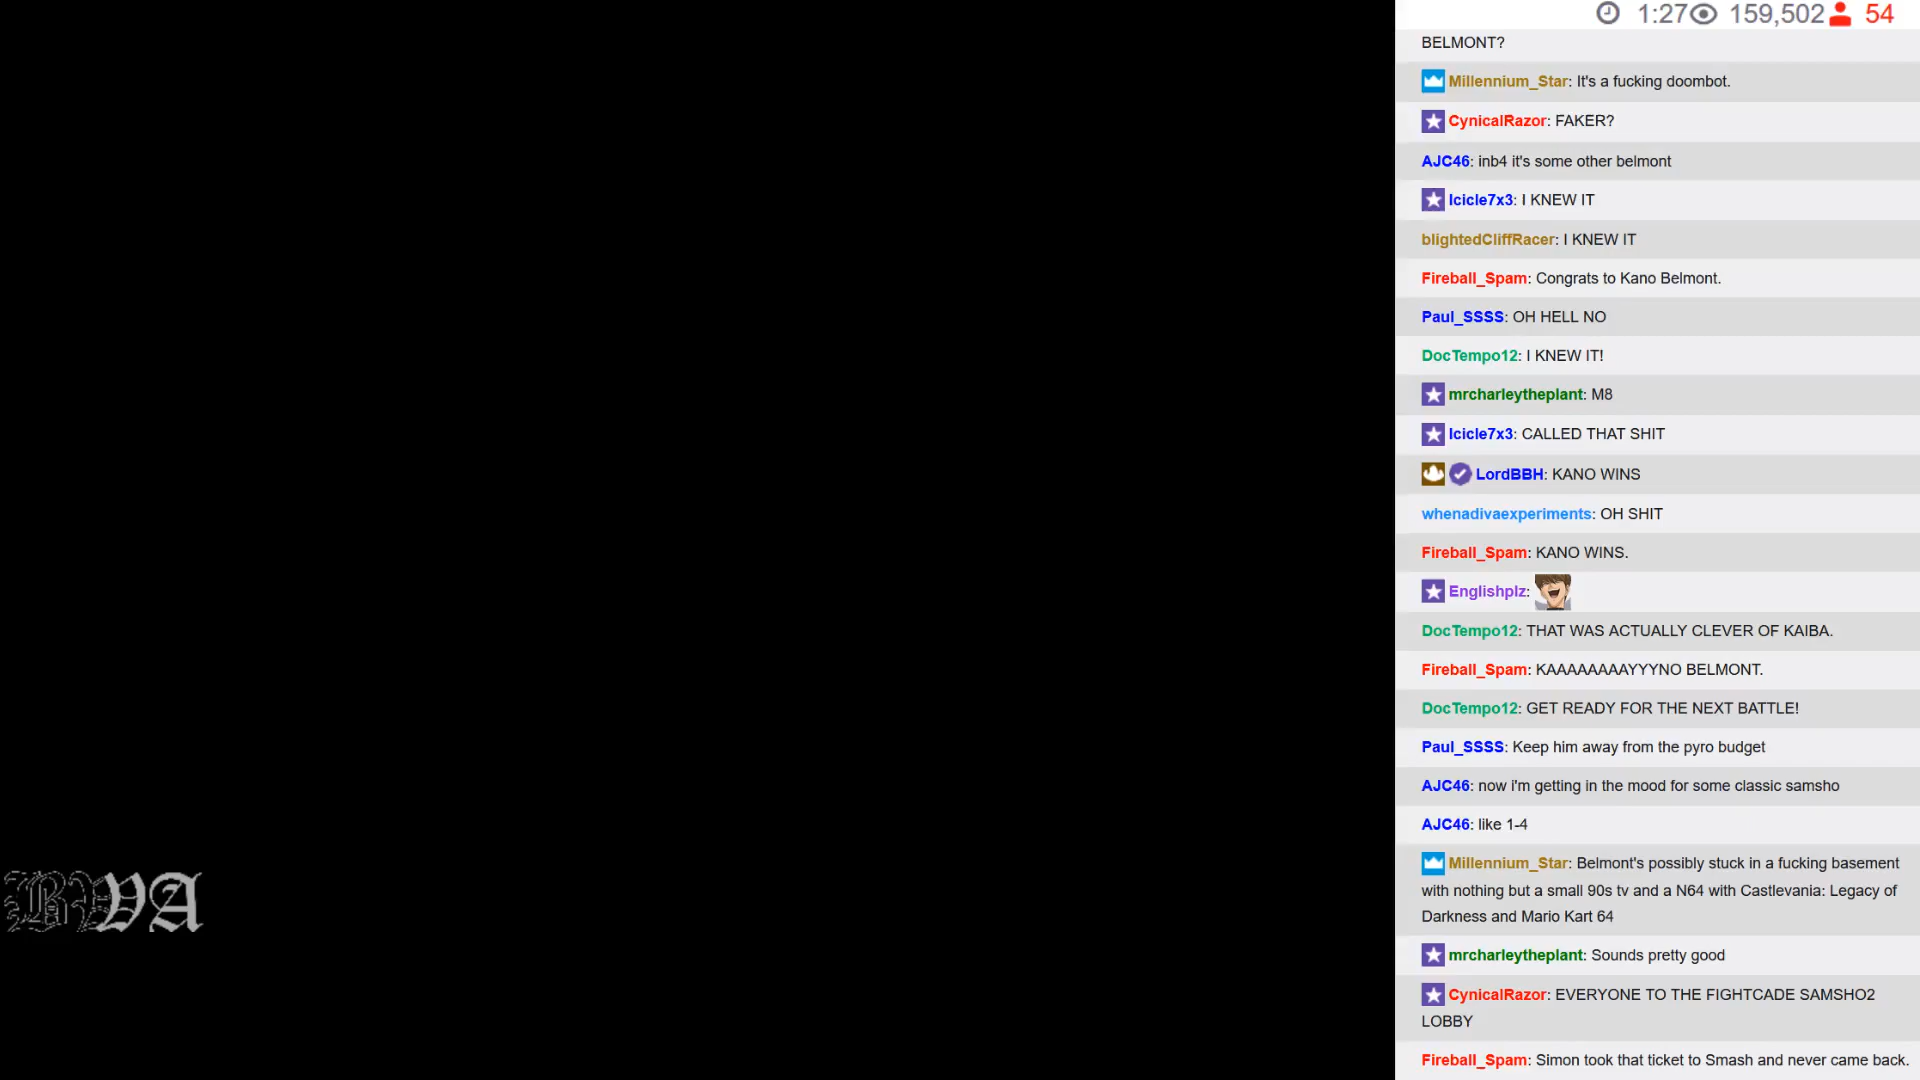 1:27 159,502 54
BELMONT?
Millennium_Star: It's a fucking doombot.
CynicalRazor: FAKER?
AJC46: inb4 it's some other belmont
Icicle7x3: I KNEW IT
blightedCliffRacer: I KNEW IT
Fireball_Spam: Congrats to Kano Belmont.
Paul_SSSS: OH HELL NO
DocTempo12: I KNEW IT!
mrcharleytheplant: M8
Icicle7x3: CALLED THAT SHIT
LordBBH: KANO WINS
whenadivaexperiments: OH SHIT
Fireball_Spam: KANO WINS.
Englishplz:
DocTempo12: THAT WAS ACTUALLY CLEVER OF KAIBA.
Fireball_Spam: KAAAAAAAAYYYNO BELMONT.
DocTempo12: GET READY FOR THE NEXT BATTLE!
Paul_SSSS: Keep him away from the pyro budget
AJC46: now i'm getting in the mood for some classic samsho
AJC46: like 1-4
Millennium_Star: Belmont's possibly stuck in a fucking basement
with nothing but a small 90s tv and a N64 with Castlevania: Legacy of
Darkness and Mario Kart 64
mrcharleytheplant: Sounds pretty good
CynicalRazor: EVERYONE TO THE FIGHTCADE SAMSHO2
LOBBY
Fireball_Spam: Simon took that ticket to Smash and never came back.